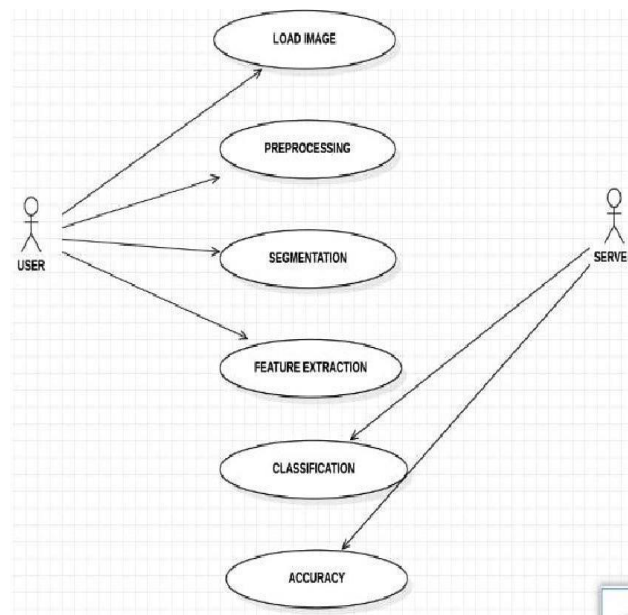 LOAD IMAGE
PREPROCESSING
USER
SEGMENTATION
SERVE
FEATURE EXTRACTION
CLASSIFICATION
ACCURACY